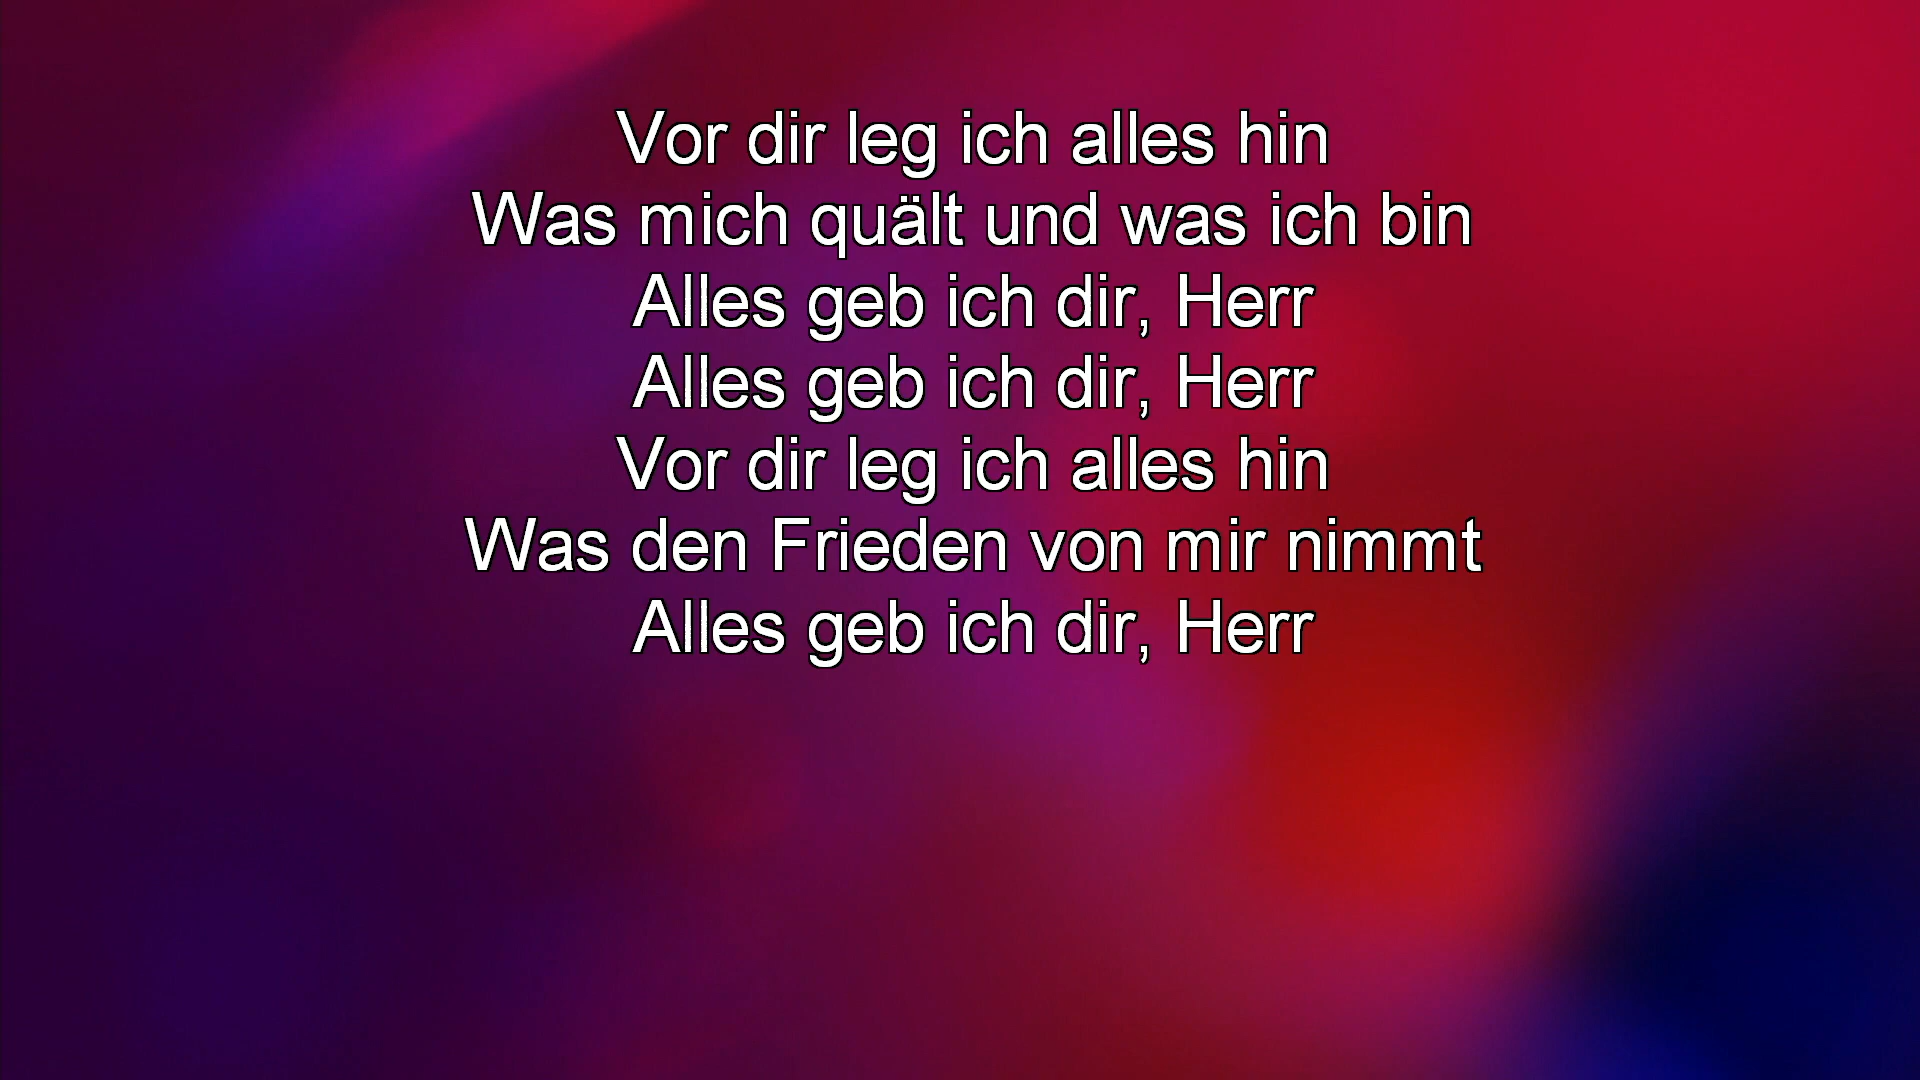 Vor dir leg ich alles hin
Was mich quält und was ich bin
Alles geb ich dir, Herr
Alles geb ich dir, Herr
Vor dir leg ich alles hin
Was den Frieden von mir nimmt
Alles geb ich dir, Herr